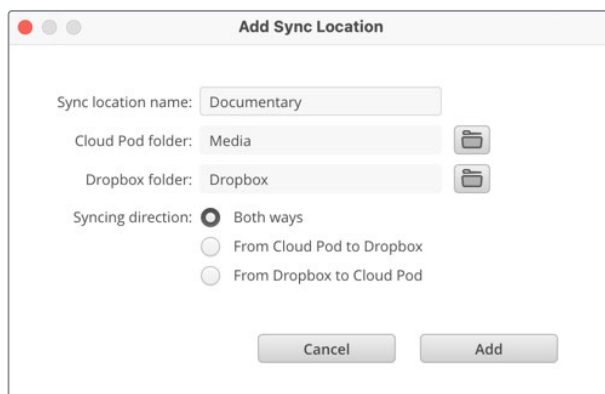 Add Sync Location
Sync location name: Documentary
Cloud Pod folder: Media
Dropbox folder: Dropbox
Syncing direction: Both ways
From Cloud Pod to Dropbox
From Dropbox to Cloud Pod
Cancel Add